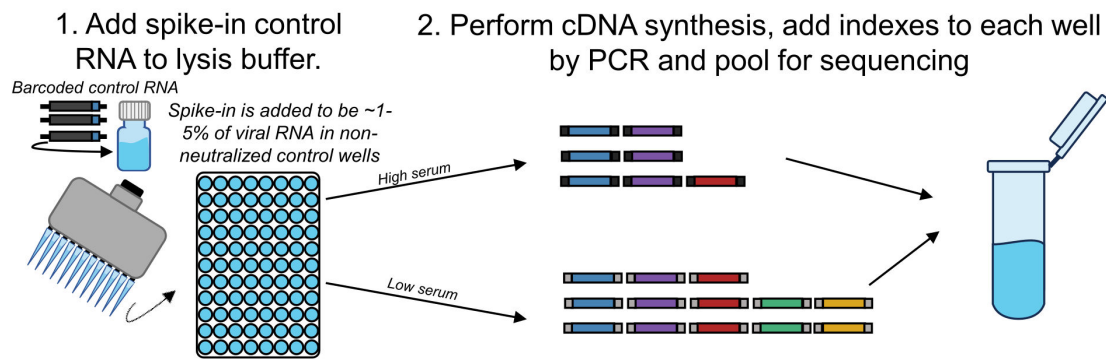 1. Add spike-in control
RNA to lysis buffer.
2. Perform cDNA synthesis, add indexes to each well
by PCR and pool for sequencing
Barcoded control RNA
Spike-in is added to be ~1-
5% of viral RNA in non-
neutralized control wells
High serum
Low serum